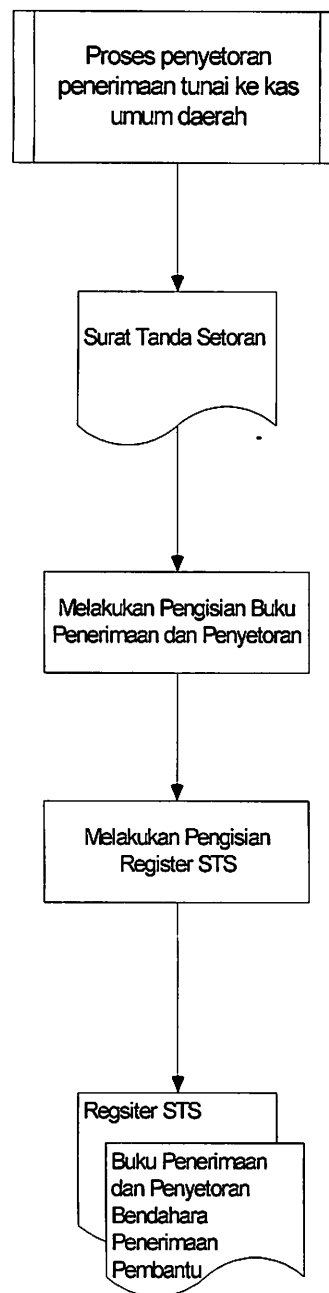 Proses penyetoran
penerimaan tunai ke kas
umum daerah
Surat Tanda Setoran
Melakukan Pengisian Buku
Penerimaan dan Penyetoran
Melakukan Pengisian
Register STS
Regsiter STS
Buku Penerimaan
dan Penyetoran
Bendahara
Penerimaan
Pembantu